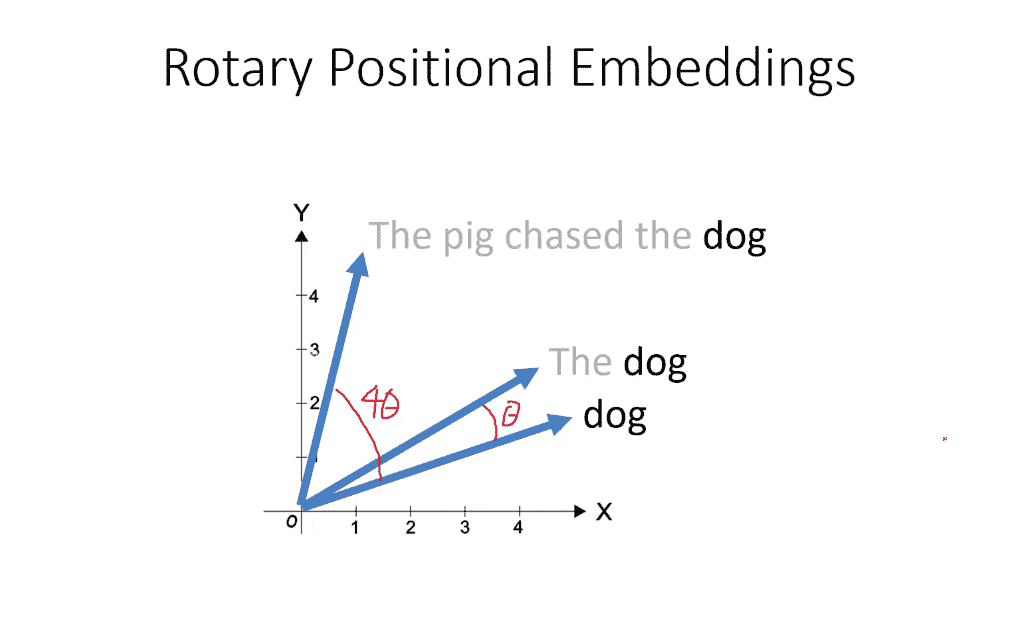 Rotary Positional Embeddings
Y
The pig chased the dog
4
3
The dog
4θ
2
θ
dog
1
O
X
1 2 3 4